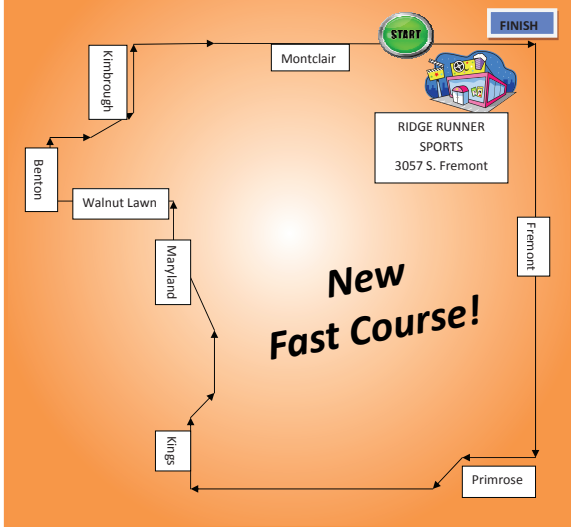 START
FINISH
Kimbrough
Montclair
RIDGE RUNNER
SPORTS
3057 S. Fremont
Benton
Walnut Lawn
Maryland
Fremont
New
Fast Course!
Kings
Primrose